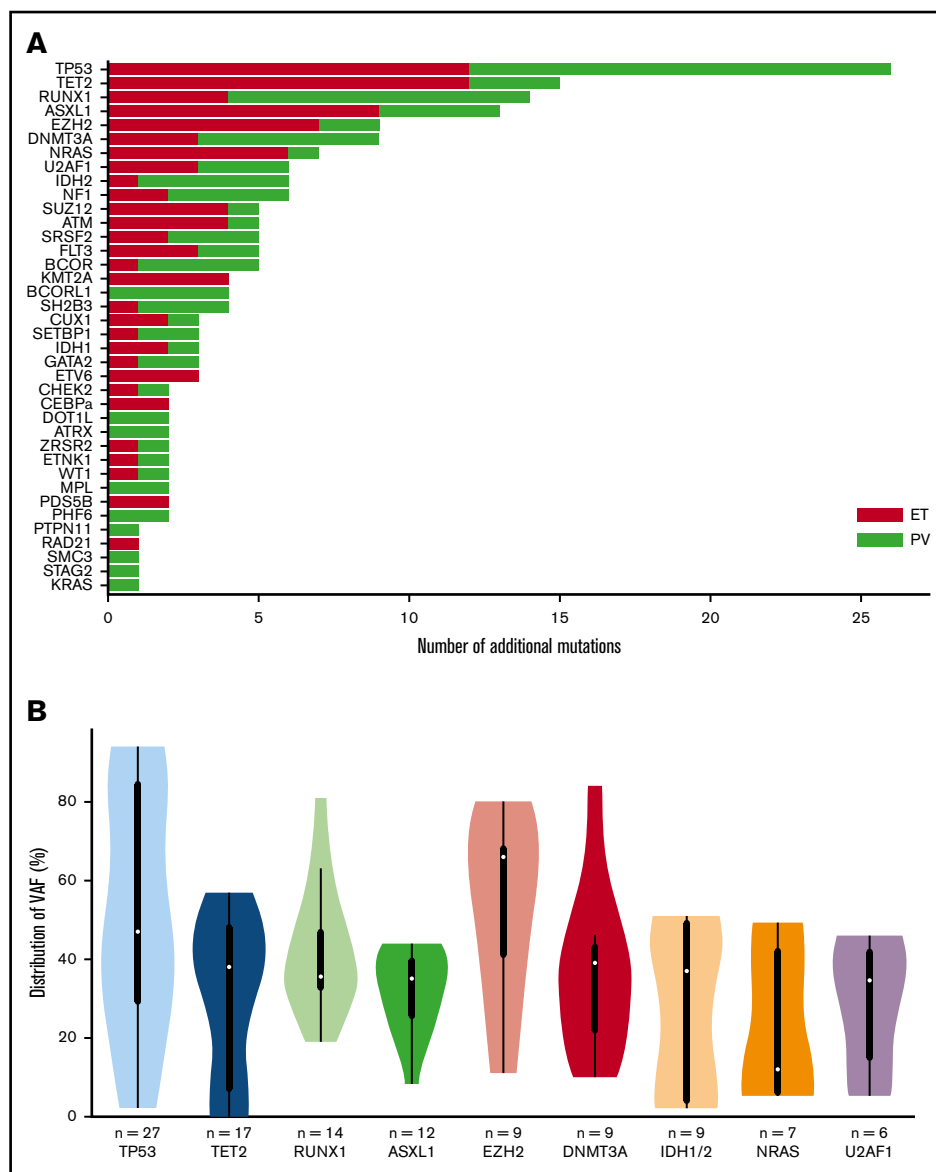 A
TP53
TET2
RUNX1
ASXL1
EZH2
DNMT3A
NRAS
U2AF1
IDH2
NF1
SUZ12
ATM
SRSF2
FLT3
BCOR
KMT2A
BCORL1
SH2B3
CUX1
SETBP1
IDH1
GATA2
ETV6
CHEK2
CEBPa
DOT1L
ATRX
ZRSR2
ETNK1
WT1
MPL
PDS5B
PHF6
PTPN11
RAD21
SMC3
STAG2
KRAS
ET
PV
0 5 10 15 20 25
Number of additional mutations
B
Distribution of VAF (%)
80
60
40
20
0
n = 27 n = 17 n = 14 n = 12 n = 9 n = 9 n = 9 n = 7 n = 6
TP53 TET2 RUNX1 ASXL1 EZH2 DNMT3A IDH1/2 NRAS U2AF1